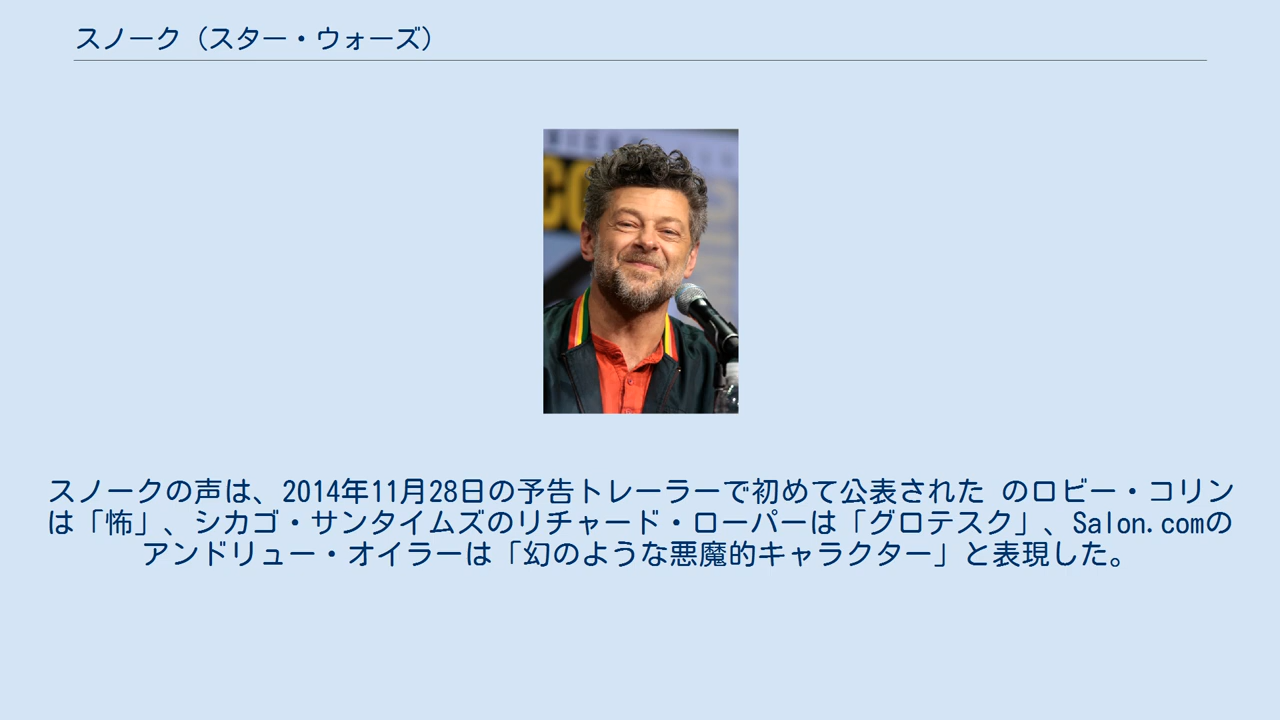 スノーク（スター・ウォーズ）
スノークの声は、2014年11月28日の予告トレーラーで初めて公表された のロビー・コリン
は「怖」、シカゴ・サンタイムズのリチャード・ローパーは「グロテスク」、Salon.comの
アンドリュー・オイラーは「幻のような悪魔的キャラクター」と表現した。